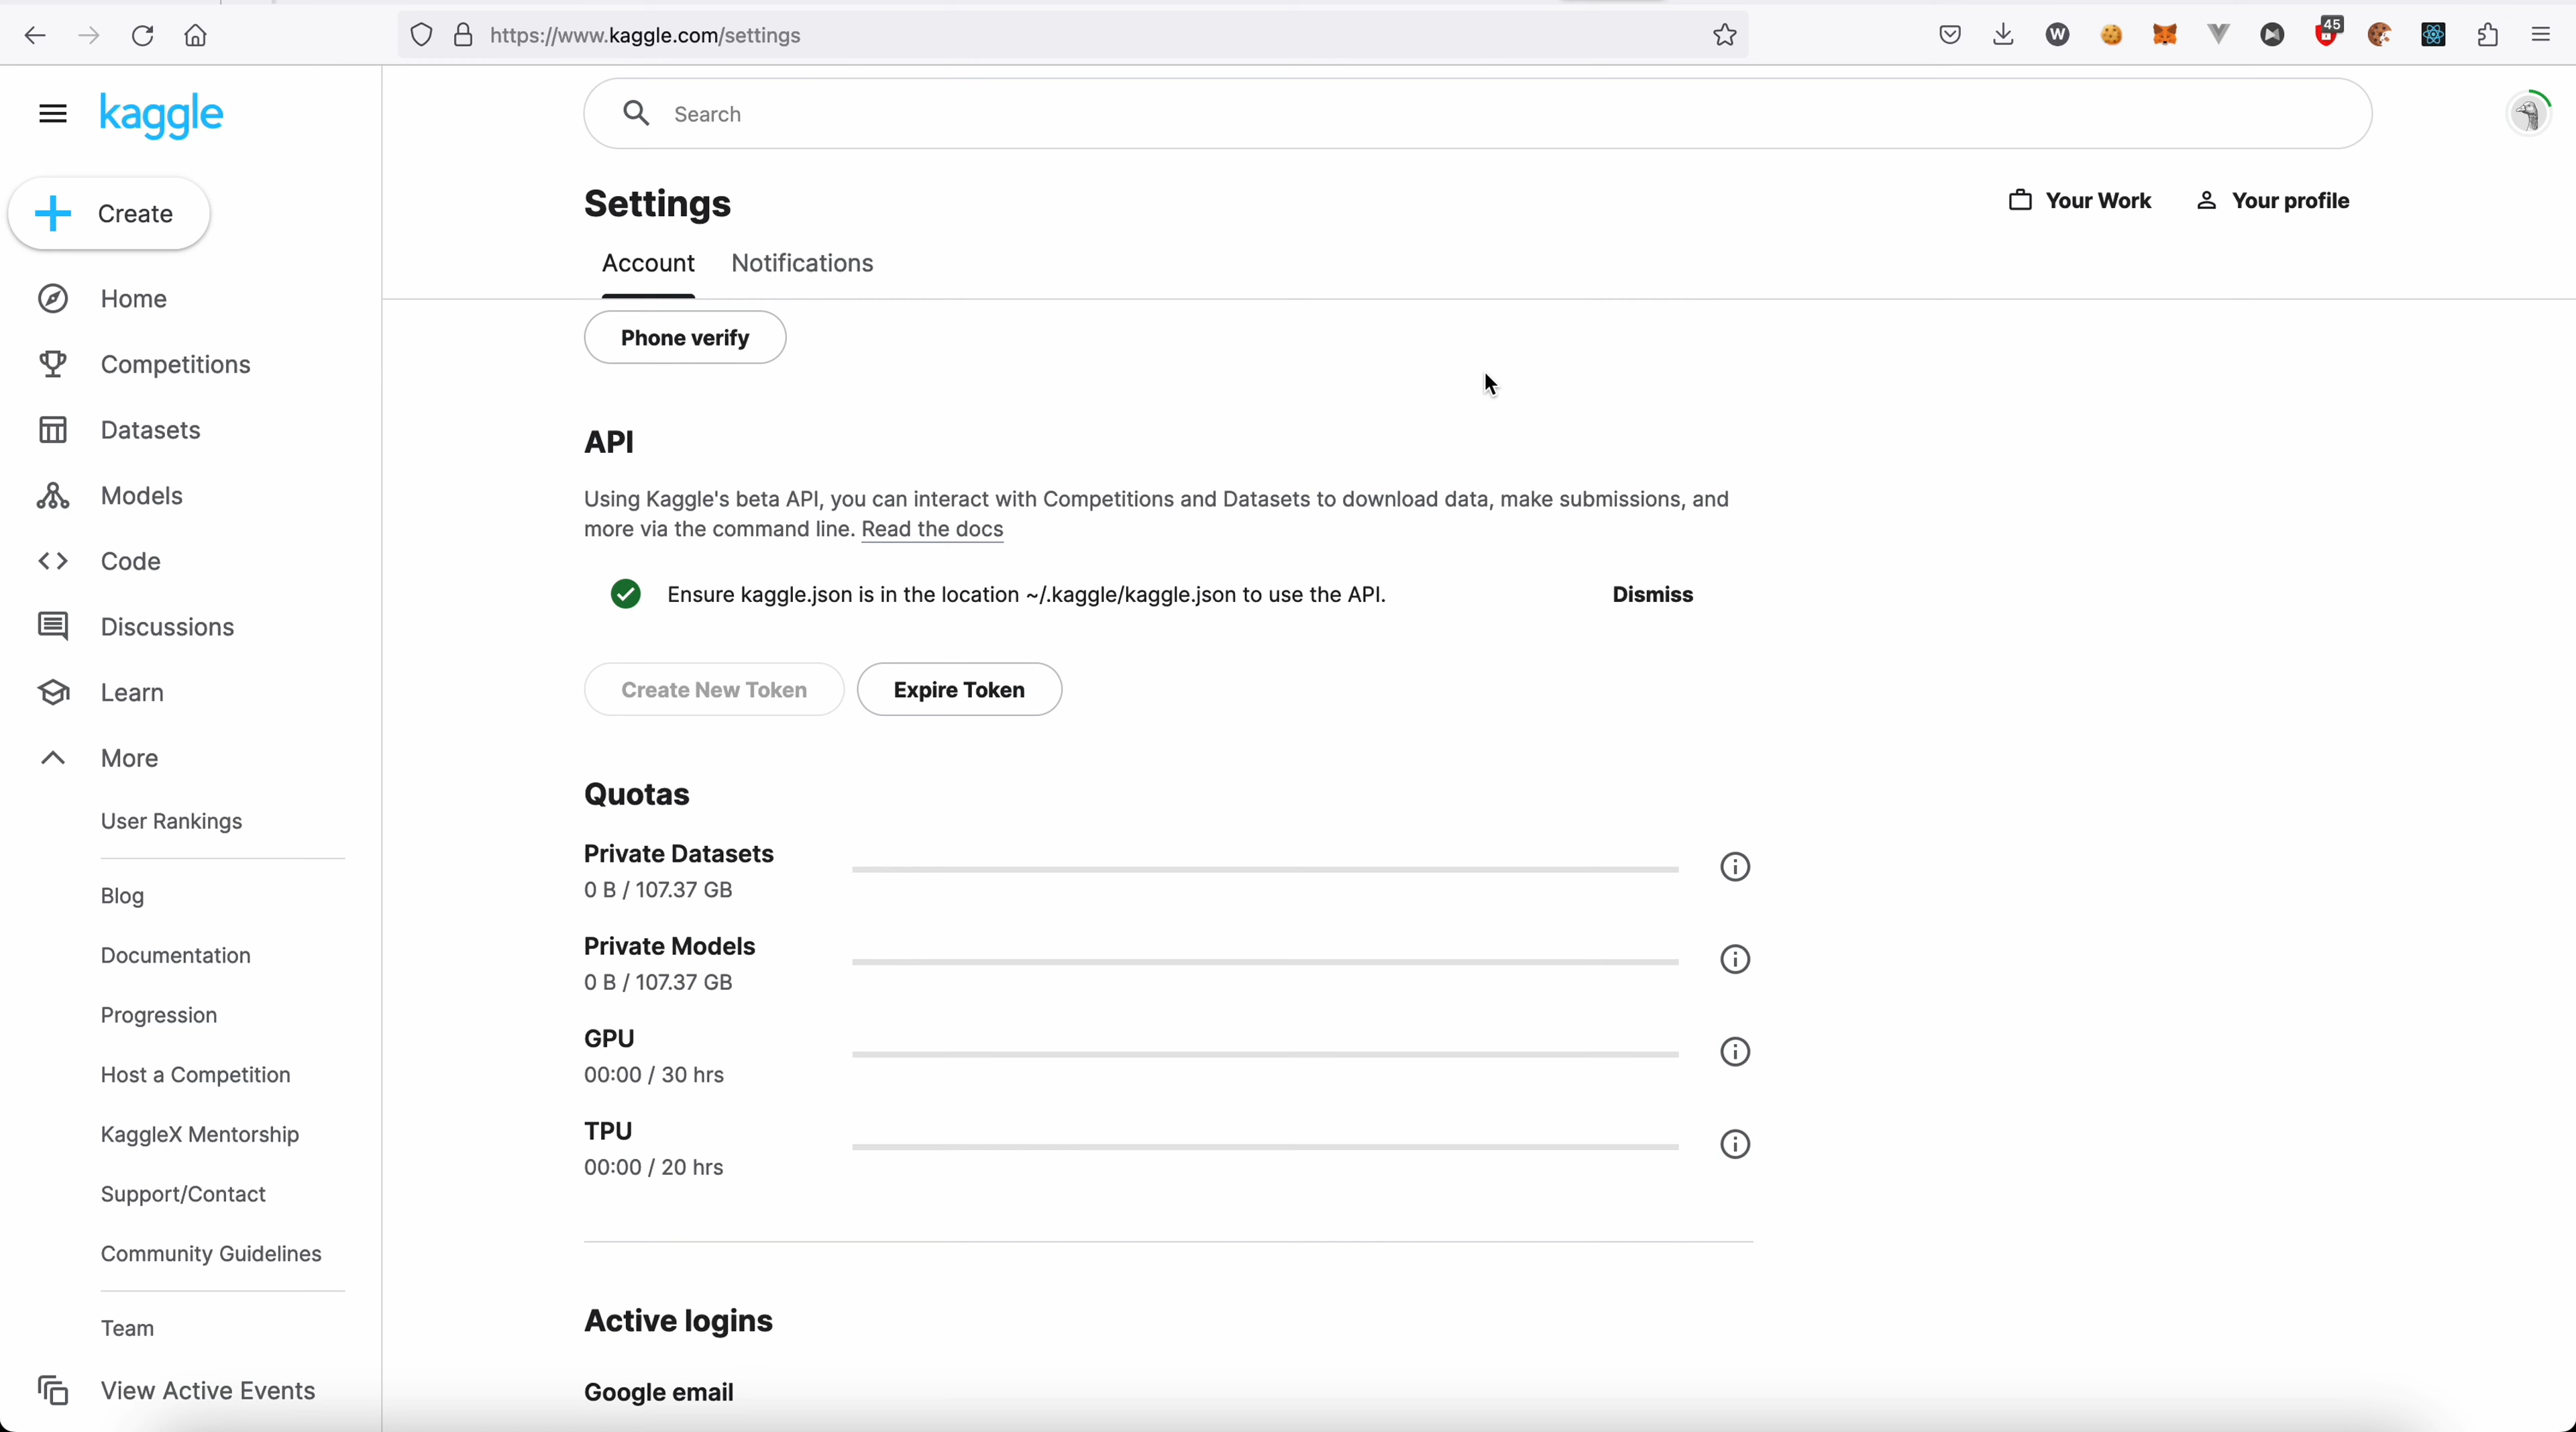 https://www.kaggle.com/settings
W
45
kaggle
Search
Create
Settings
Your Work
Your profile
Account
Notifications
Home
Competitions
Datasets
Models
Code
Discussions
Learn
More
User Rankings
Blog
Documentation
Progression
Host a Competition
KaggleX Mentorship
Support/Contact
Community Guidelines
Team
View Active Events
Phone verify
API
Using Kaggle's beta API, you can interact with Competitions and Datasets to download data, make submissions, and
more via the command line. Read the docs
Ensure kaggle.json is in the location ~/.kaggle/kaggle.json to use the API.
Dismiss
Create New Token
Expire Token
Quotas
Private Datasets
0 B / 107.37 GB
Private Models
0 B / 107.37 GB
GPU
00:00 / 30 hrs
TPU
00:00 / 20 hrs
Active logins
Google email